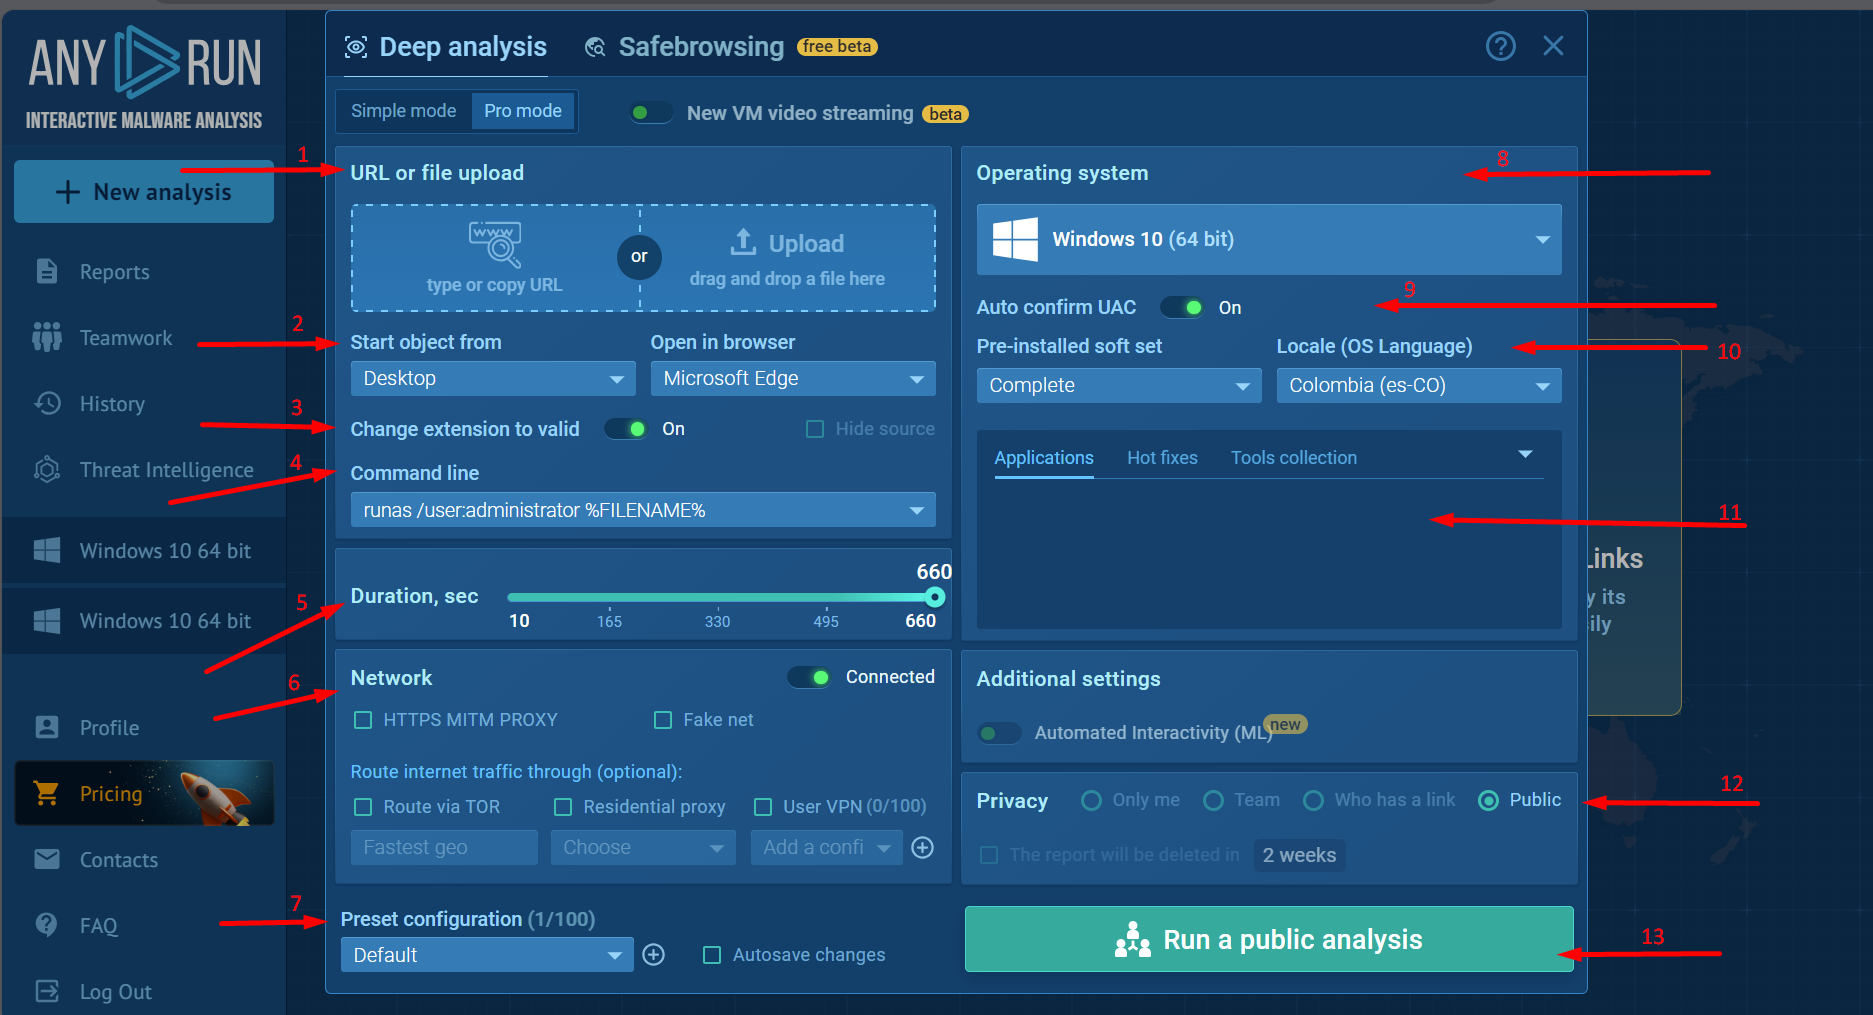 ANY RUN
INTERACTIVE MALWARE ANALYSIS
New analysis
Reports
Teamwork
History
Threat Intelligence
Windows 10 64 bit
Windows 10 64 bit
Profile
Pricing
Contacts
FAQ
Log Out
Deep analysis
Safebrowsing free beta
?
Simple mode
Pro mode
New VM video streaming beta
1
URL or file upload
www
type or copy URL
or
Upload
drag and drop a file here
2
Start object from
Open in browser
Desktop
Microsoft Edge
3
Change extension to valid
On
Hide source
4
Command line
runas /user:administrator %FILENAME%
5
Duration, sec
660
10 165 330 495 660
6
Network
Connected
HTTPS MITM PROXY
Fake net
Route internet traffic through (optional):
Route via TOR
Residential proxy
User VPN (0/100)
Fastest geo
Choose
Add a confi
7
Preset configuration (1/100)
Default
Autosave changes
8
Operating system
Windows 10 (64 bit)
9
Auto confirm UAC
On
10
Pre-installed soft set
Locale (OS Language)
Complete
Colombia (es-CO)
Applications
Hot fixes
Tools collection
11
Additional settings
Automated Interactivity (ML) new
12
Privacy
Only me
Team
Who has a link
Public
The report will be deleted in
2 weeks
13
Run a public analysis
Links
y its
ily